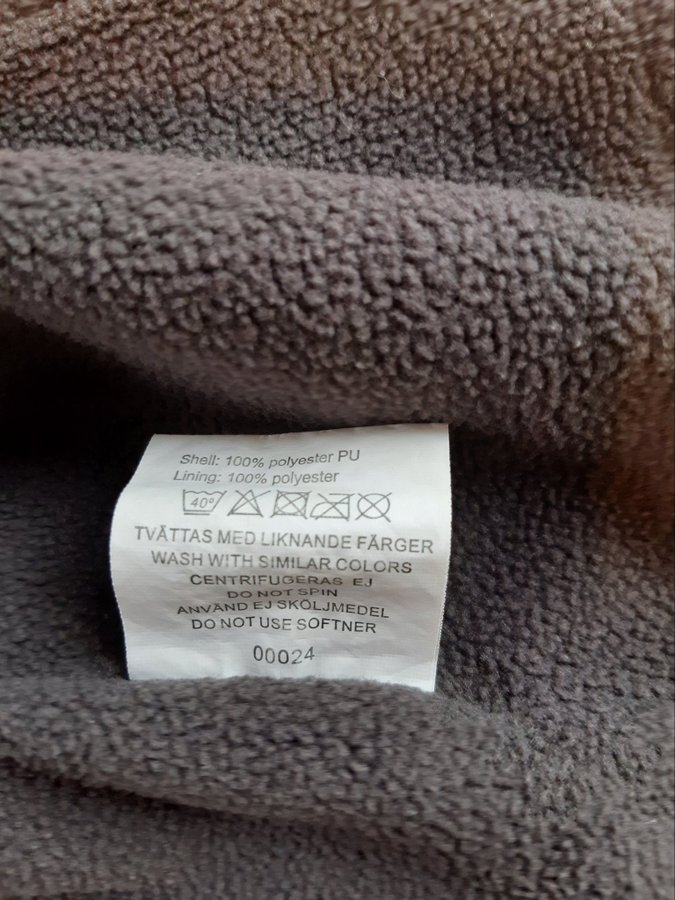 Shell: 100% polyester PU
Lining: 100% polyester
40°
TVÄTTAS MED LIKNANDE FÄRGER
WASH WITH SIMILAR COLORS
CENTRIFUGERAS EJ
DO NOT SPIN
ANVÄND EJ SKÖLJMEDEL
DO NOT USE SOFTNER
00024